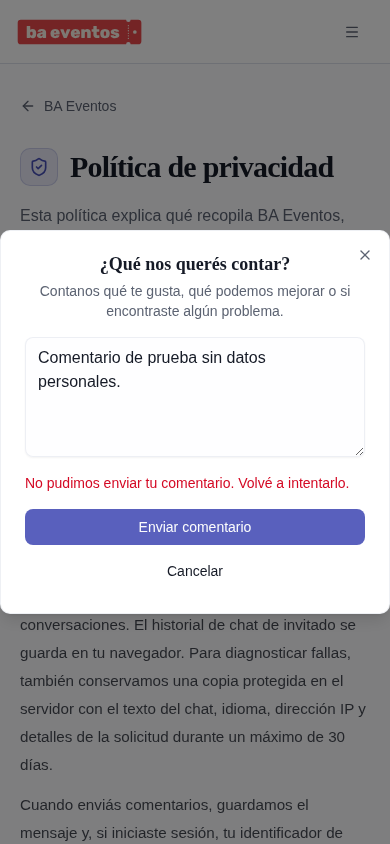 ba eventos
BA Eventos
Política de privacidad
Esta política explica qué recopila BA Eventos,
¿Qué nos querés contar?
Contanos qué te gusta, qué podemos mejorar o si
encontraste algún problema.
Comentario de prueba sin datos
personales.
No pudimos enviar tu comentario. Volvé a intentarlo.
Enviar comentario
Cancelar
conversaciones. El historial de chat de invitado se
guarda en tu navegador. Para diagnosticar fallas,
también conservamos una copia protegida en el
servidor con el texto del chat, idioma, dirección IP y
detalles de la solicitud durante un máximo de 30
días.
Cuando enviás comentarios, guardamos el
mensaje y, si iniciaste sesión, tu identificador de